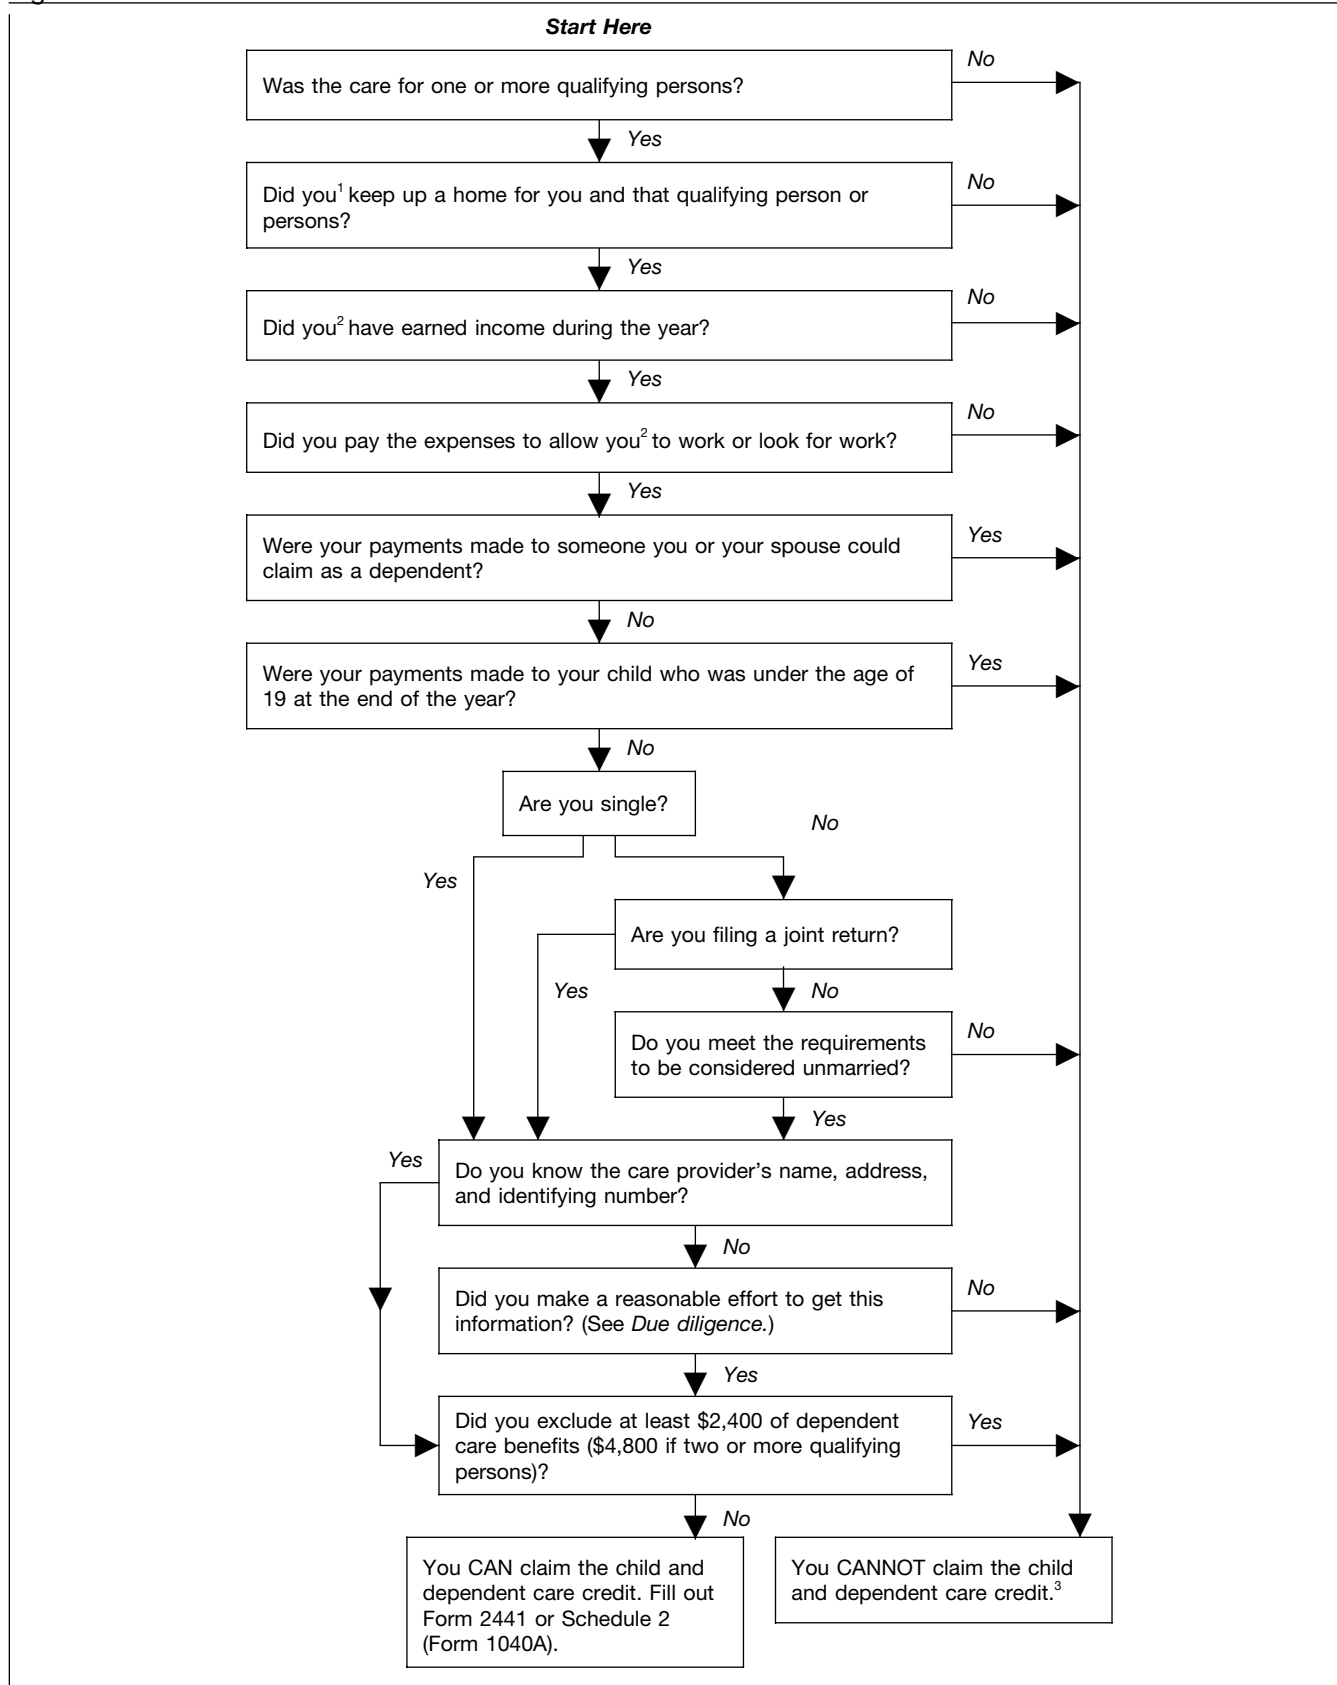 Start Here
Was the care for one or more qualifying persons?
No
Yes
Did you¹ keep up a home for you and that qualifying person or
persons?
No
Yes
Did you² have earned income during the year?
No
Yes
Did you pay the expenses to allow you² to work or look for work?
No
Yes
Were your payments made to someone you or your spouse could
claim as a dependent?
Yes
No
Were your payments made to your child who was under the age of
19 at the end of the year?
Yes
No
Are you single?
No
Yes
Are you filing a joint return?
Yes
No
Do you meet the requirements
to be considered unmarried?
No
Yes
Yes
Do you know the care provider's name, address,
and identifying number?
No
Did you make a reasonable effort to get this
information? (See Due diligence.)
No
Yes
Did you exclude at least $2,400 of dependent
care benefits ($4,800 if two or more qualifying
persons)?
Yes
No
You CAN claim the child and
dependent care credit. Fill out
Form 2441 or Schedule 2
(Form 1040A).
You CANNOT claim the child
and dependent care credit.³